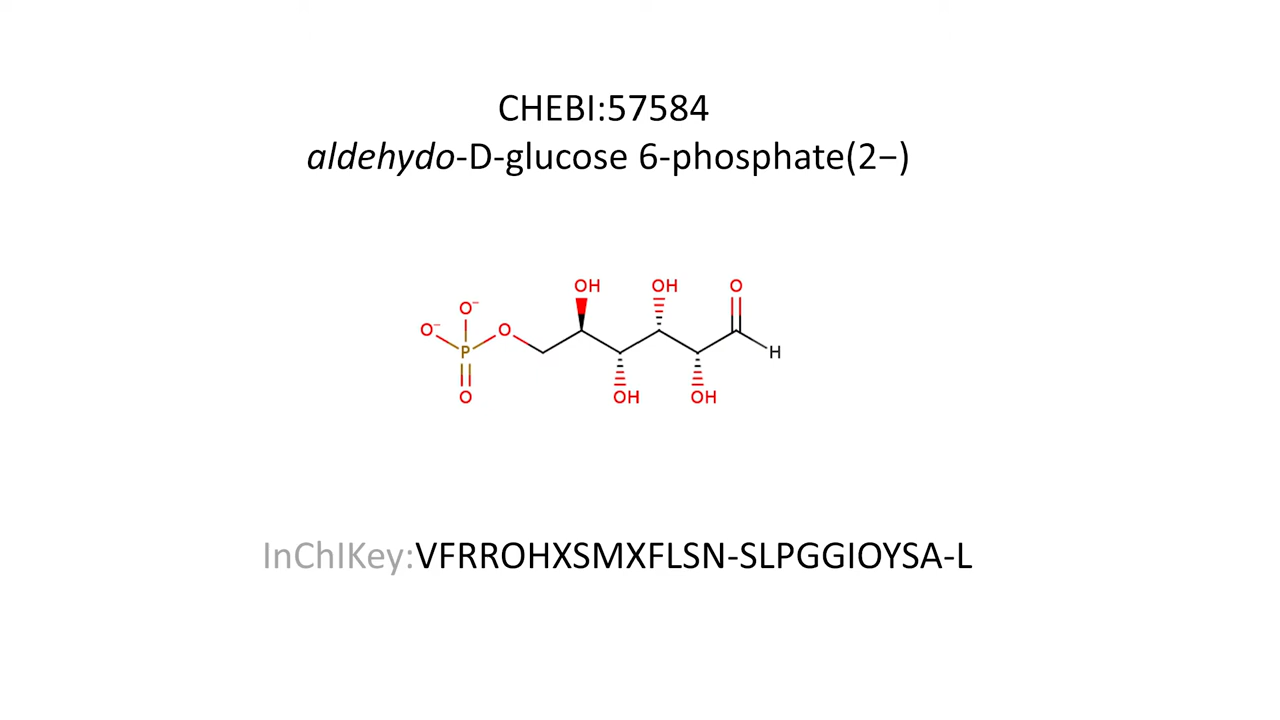 CHEBI:57584
aldehydo-D-glucose 6-phosphate(2−)
OH OH O
O⁻
O⁻ O
P H
O OH OH
InChIKey:VFRROHXSMXFLSN-SLPGGIOYSA-L